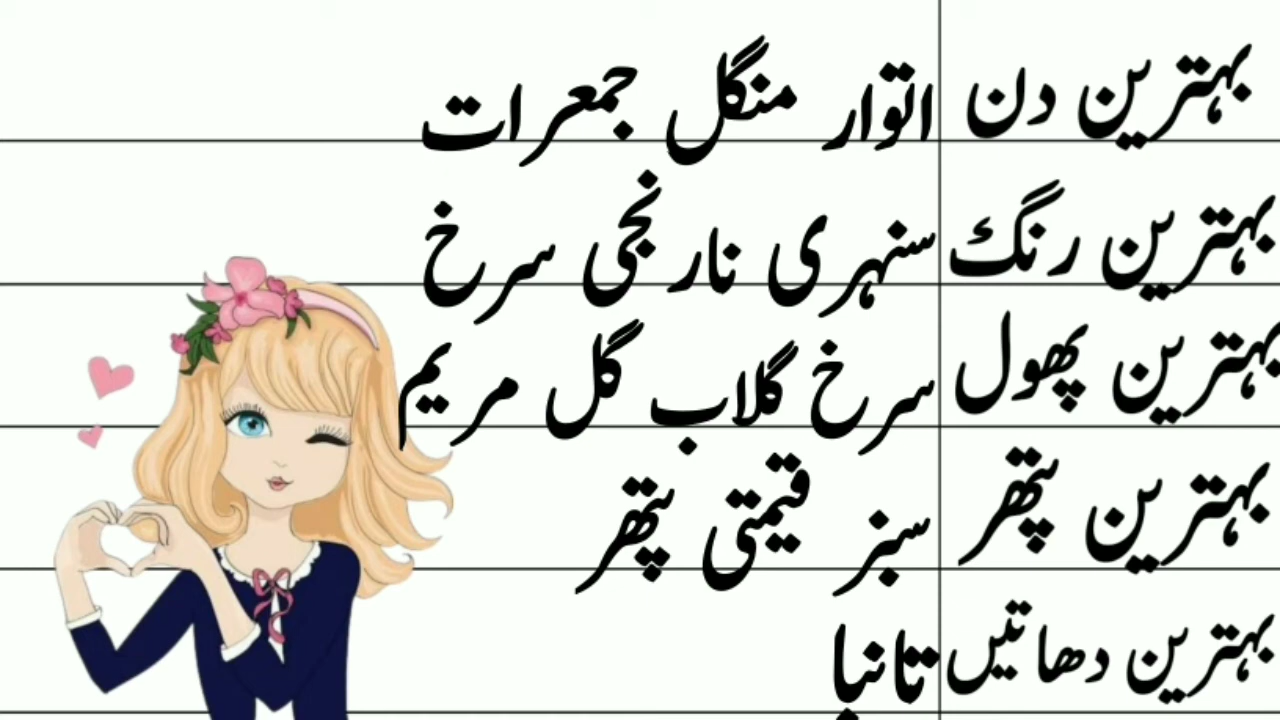 بہترین دن اتوار منگل جمعرات
بہترین رنگ سنہری نارنجی سرخ
بہترین پھول سرخ گلاب گل مریم
بہترین پتھر سبز قیمتی پتھر
بہترین دھاتیں تانبا